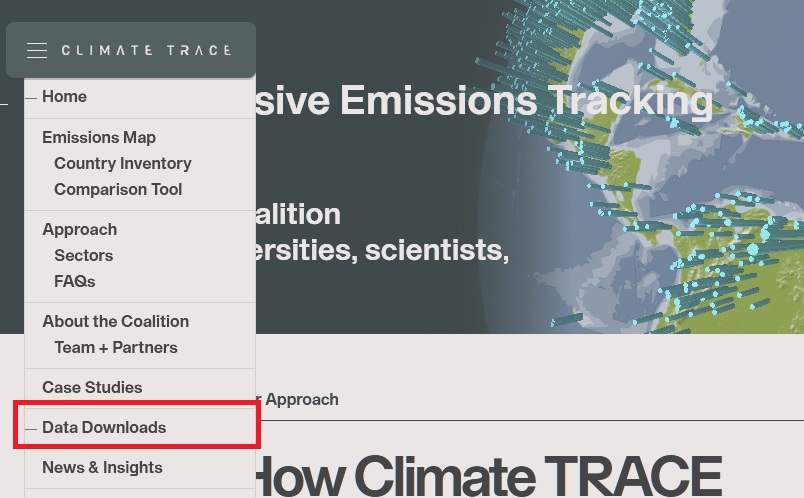 CLIMATE TRACE
Home
sive Emissions Tracking
Emissions Map
Country Inventory
Comparison Tool
alition
Approach
ersities, scientists,
Sectors
FAQs
About the Coalition
Team + Partners
Case Studies
r Approach
Data Downloads
News & Insights
How Climate TRACE